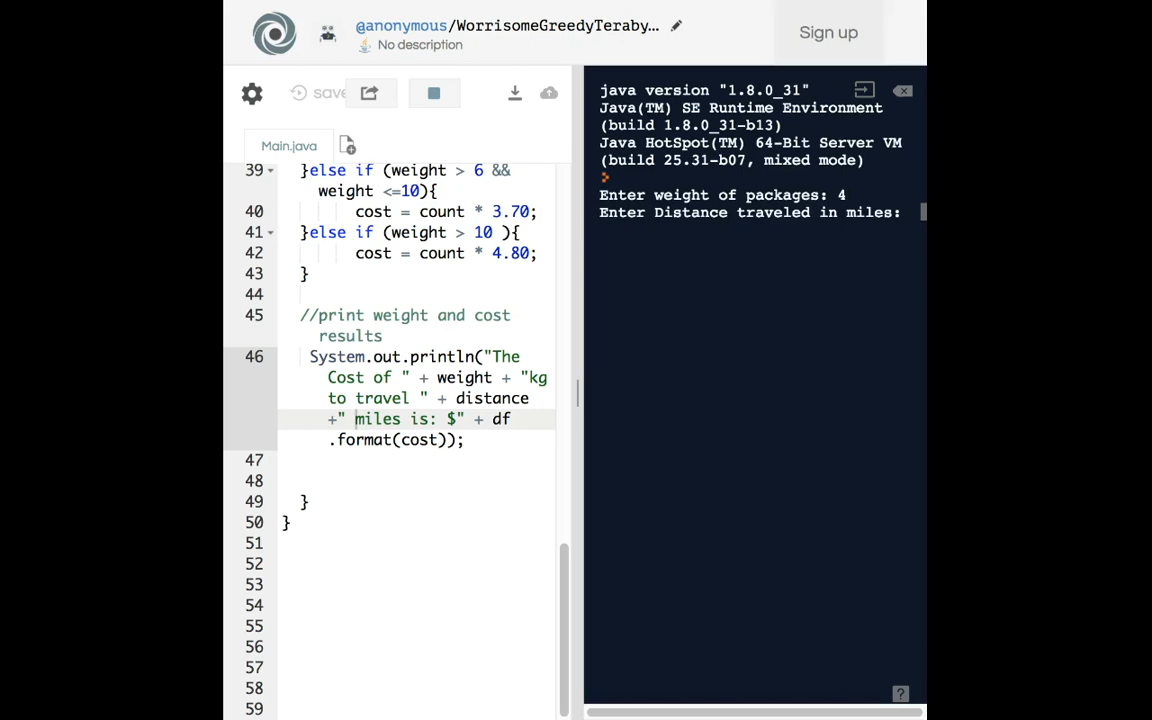 @anonymous/WorrisomeGreedyTeraby...
No description
Sign up
save
Main.java
39 }else if (weight > 6 &&
weight <=10){
40 cost = count * 3.70;
41 }else if (weight > 10 ){
42 cost = count * 4.80;
43 }
44
45 //print weight and cost
results
46 System.out.println("The
Cost of " + weight + "kg
to travel " + distance
+" miles is: $" + df
.format(cost));
47
48
49 }
50 }
51
52
53
54
55
56
57
58
59
java version "1.8.0_31"
Java(TM) SE Runtime Environment
(build 1.8.0_31-b13)
Java HotSpot(TM) 64-Bit Server VM
(build 25.31-b07, mixed mode)
>
Enter weight of packages: 4
Enter Distance traveled in miles:
?